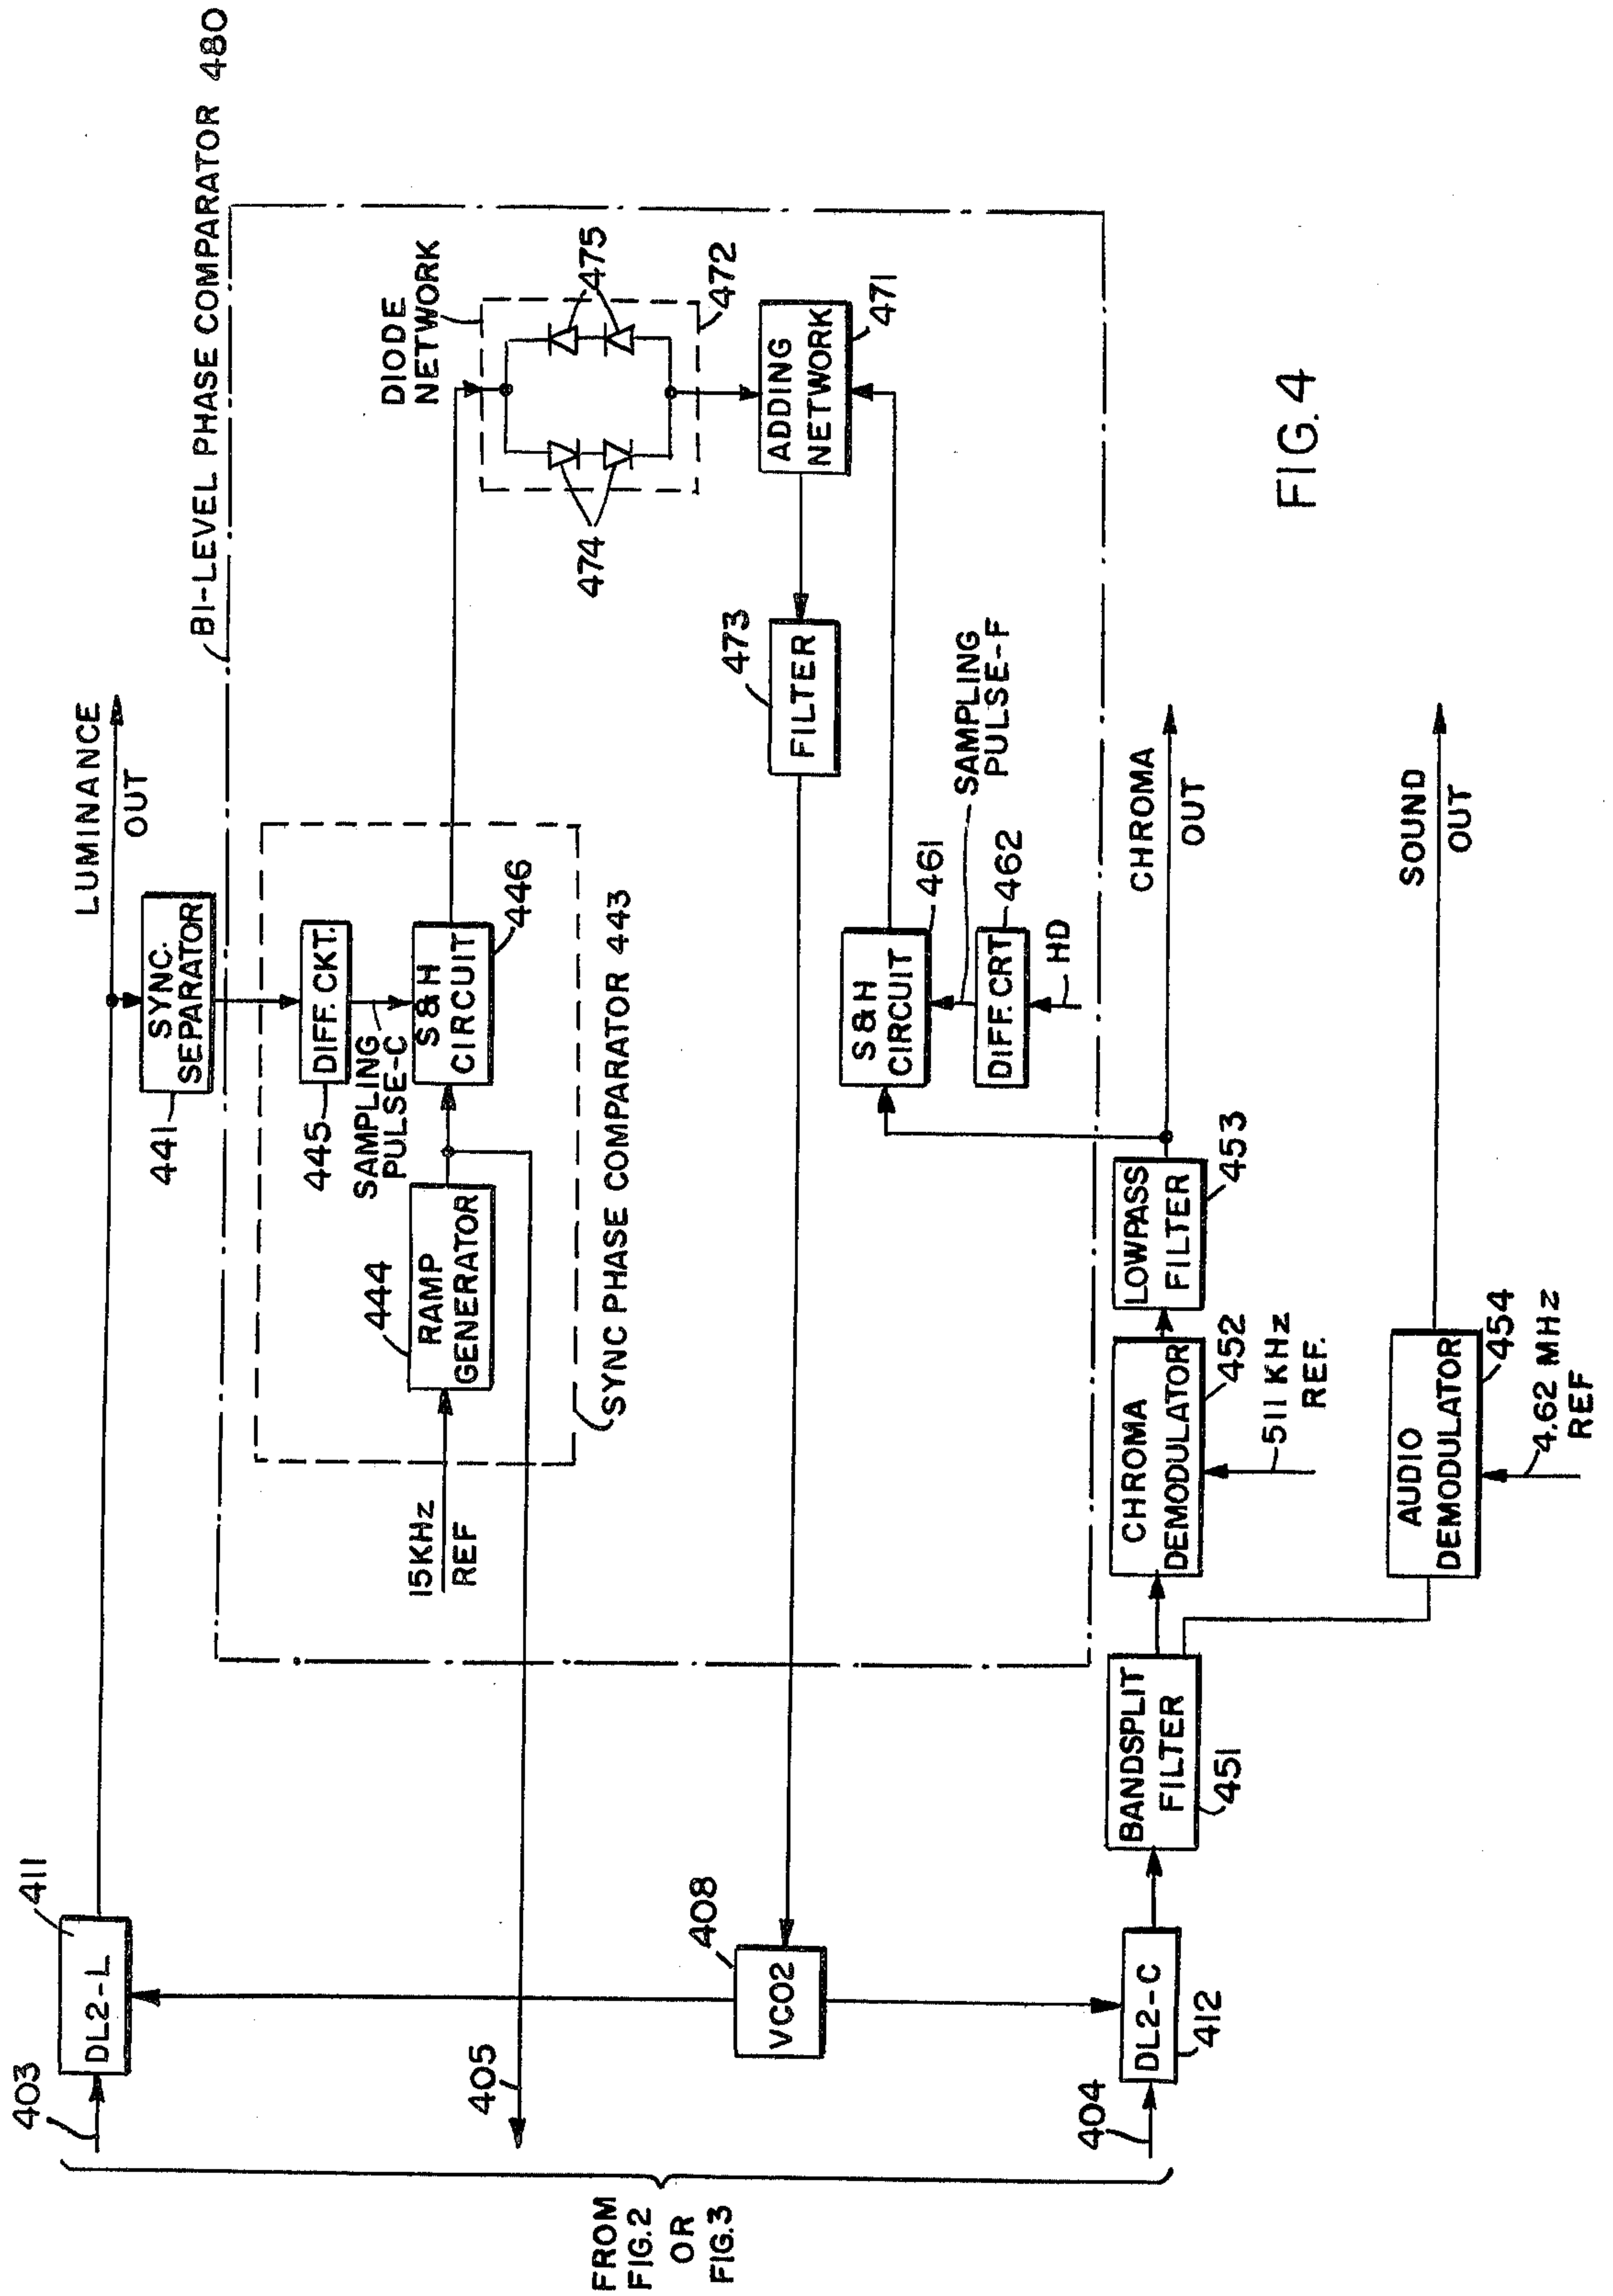 BI-LEVEL PHASE COMPARATOR 480
LUMINANCE
OUT
411
403
DL2-L
SYNC.
SEPARATOR
441
DIODE
NETWORK
475
474
472
445
DIFF. CKT.
SAMPLING
PULSE-C
444
RAMP
GENERATOR
S&H
CIRCUIT
446
15KHz
REF
SYNC PHASE COMPARATOR 443
405
ADDING
NETWORK
471
473
FILTER
FROM
FIG.2
OR
FIG.3
408
VCO2
S&H
CIRCUIT
461
SAMPLING
PULSE-F
DIFF. CRT
462
HD
404
DL2-C
412
BANDSPLIT
FILTER
451
CHROMA
DEMODULATOR
452
511 KHz
REF.
LOWPASS
FILTER
453
CHROMA
OUT
AUDIO
DEMODULATOR
454
4.62 MHz
REF
SOUND
OUT
FIG. 4